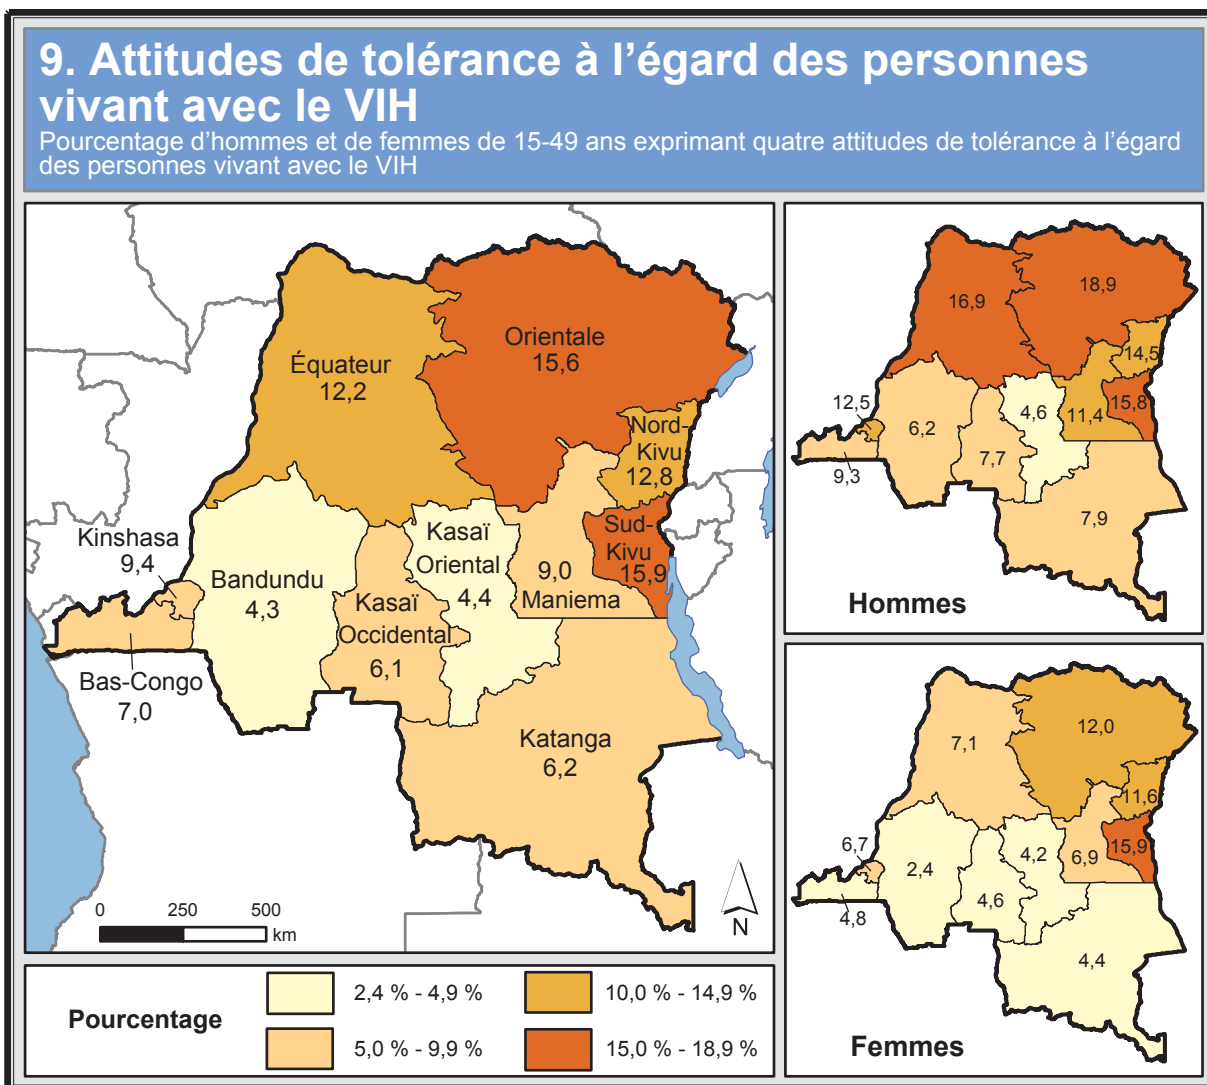 9. Attitudes de tolérance à l’égard des personnes
vivant avec le VIH
Pourcentage d’hommes et de femmes de 15-49 ans exprimant quatre attitudes de tolérance à l’égard
des personnes vivant avec le VIH
Équateur
12,2
Orientale
15,6
Nord-
Kivu
12,8
Sud-
Kivu
15,9
9,0
Maniema
Kasaï
Oriental
4,4
Kasaï
Occidental
6,1
Bandundu
4,3
Kinshasa
9,4
Bas-Congo
7,0
Katanga
6,2
0 250 500
km
N
16,9
18,9
14,5
15,8
11,4
4,6
12,5
6,2
7,7
9,3
7,9
Hommes
7,1
12,0
11,6
15,9
6,9
4,2
6,7
2,4
4,6
4,8
4,4
Femmes
Pourcentage
2,4 % - 4,9 %
5,0 % - 9,9 %
10,0 % - 14,9 %
15,0 % - 18,9 %